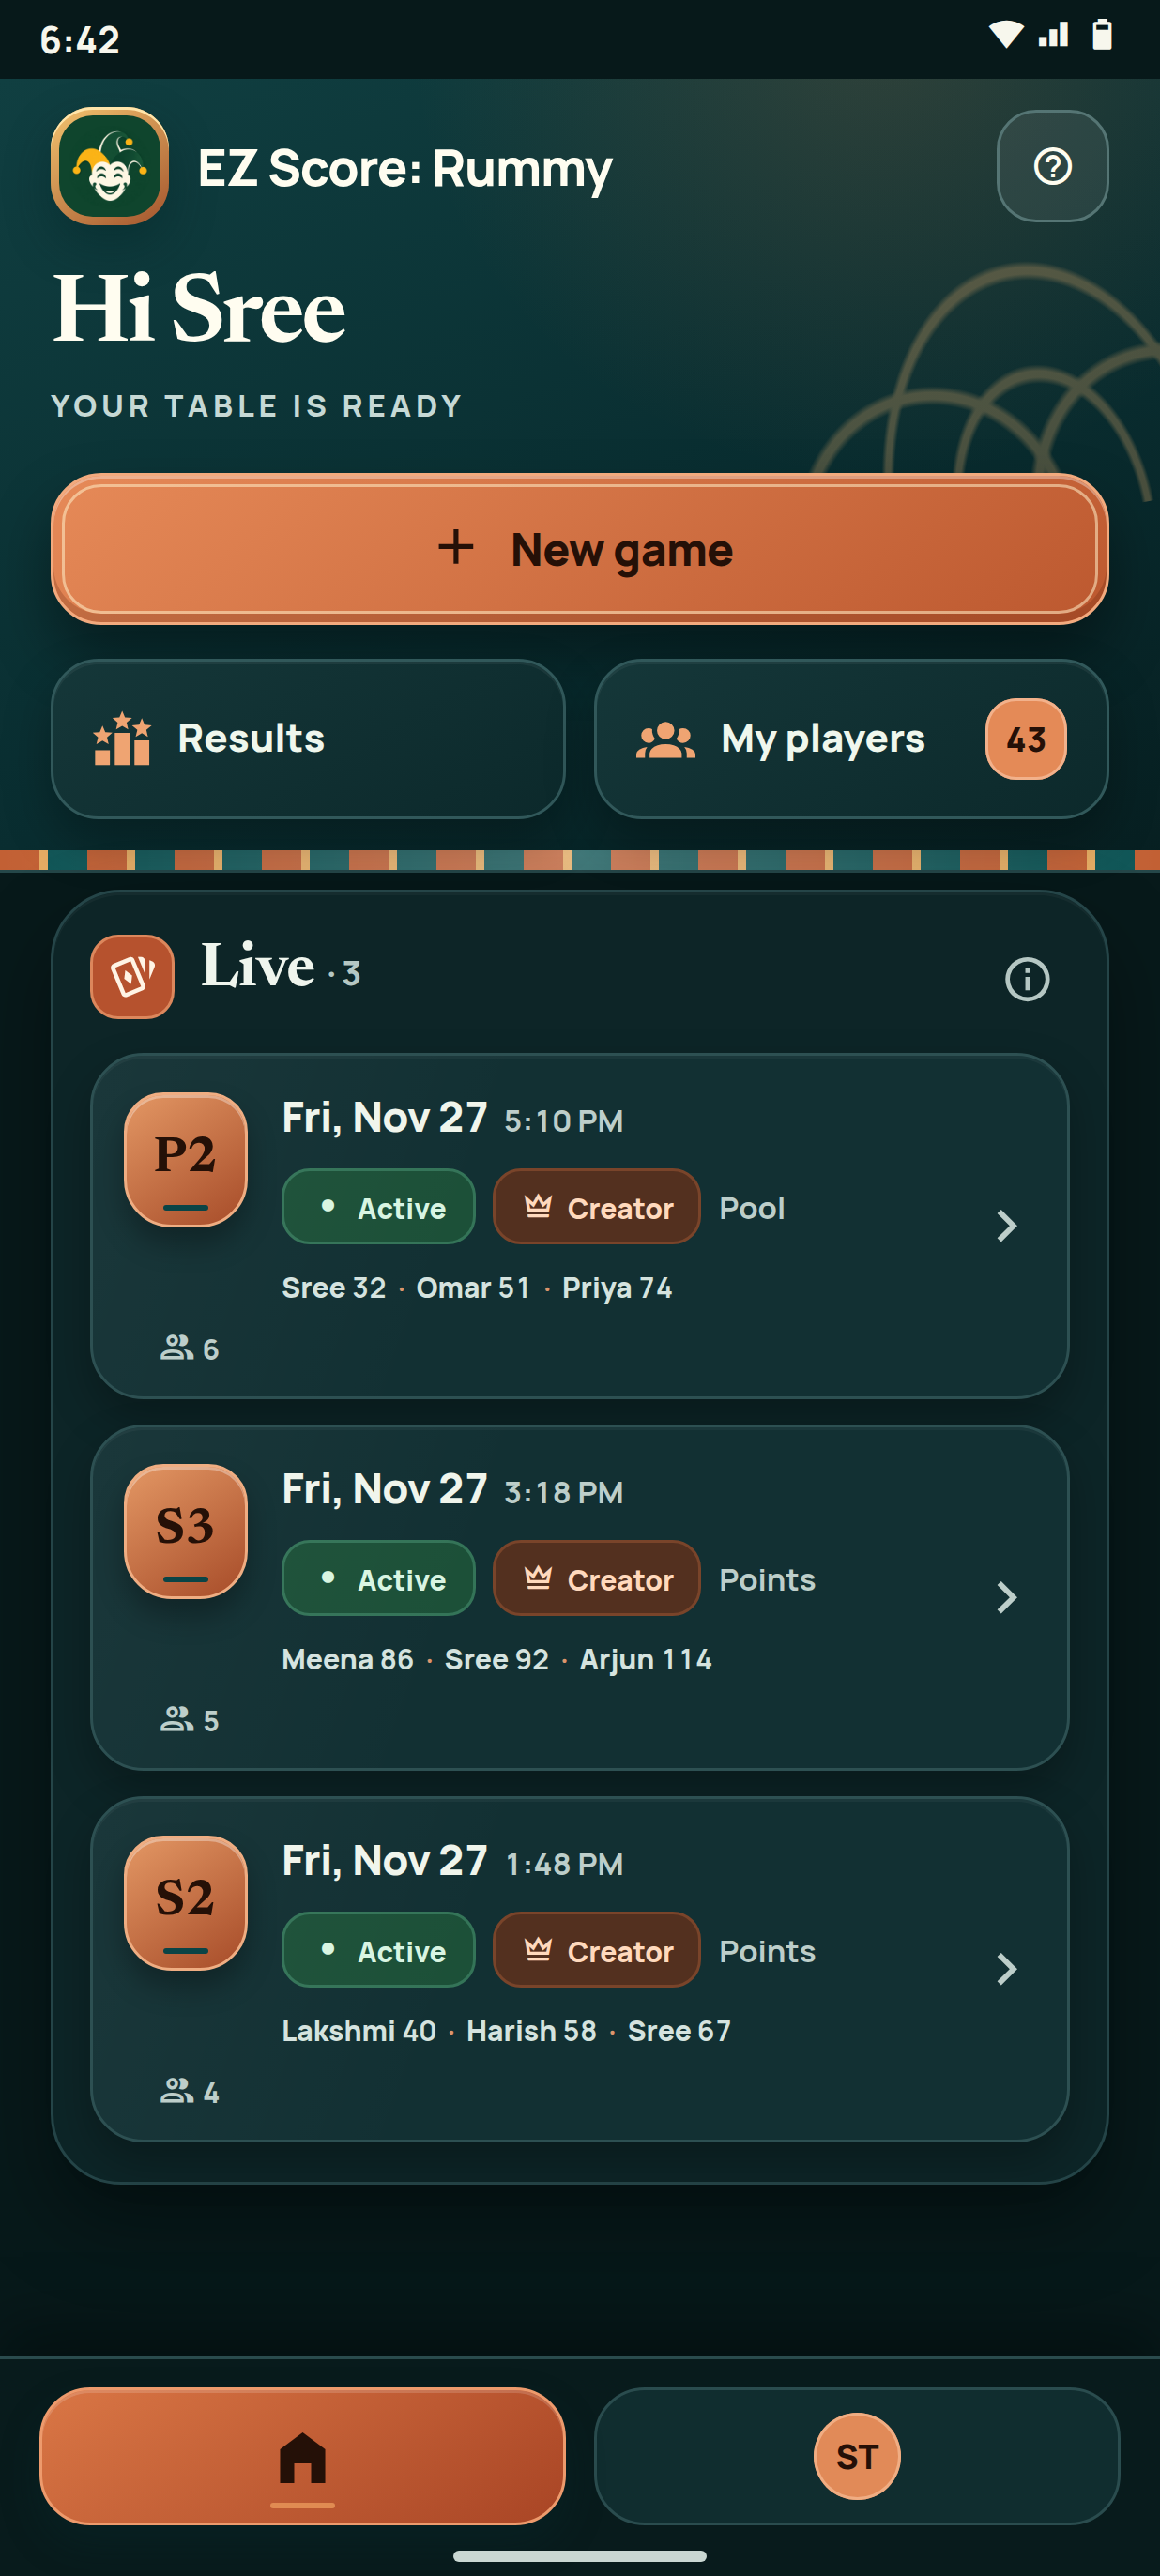 6:42
EZ Score: Rummy
Hi Sree
YOUR TABLE IS READY
+ New game
Results
My players 43
Live · 3
P2
Fri, Nov 27 5:10 PM
Active Creator Pool
Sree 32 · Omar 51 · Priya 74
6
S3
Fri, Nov 27 3:18 PM
Active Creator Points
Meena 86 · Sree 92 · Arjun 114
5
S2
Fri, Nov 27 1:48 PM
Active Creator Points
Lakshmi 40 · Harish 58 · Sree 67
4
ST